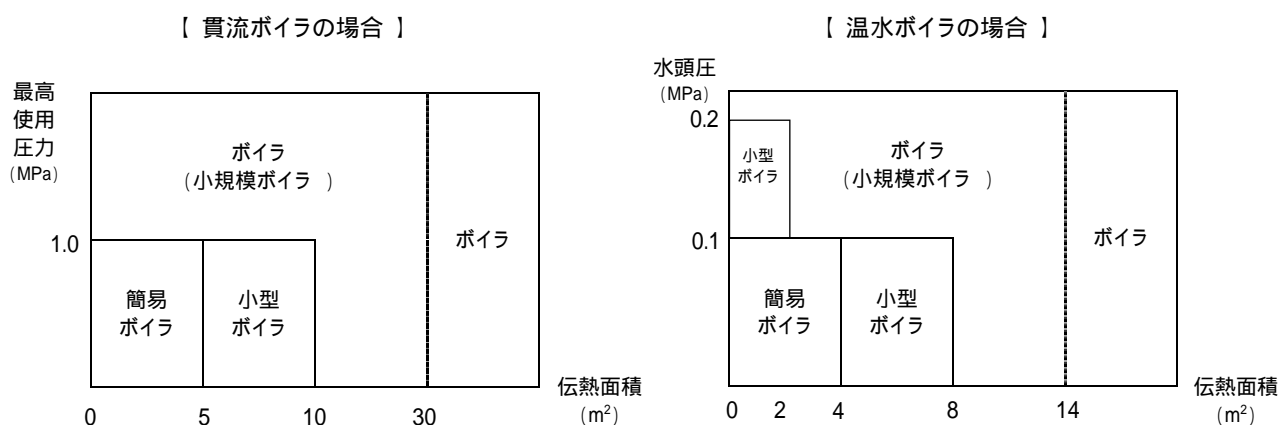 【 貫流ボイラの場合 】
最高
使用
圧力
(MPa)
ボイラ
(小規模ボイラ )
ボイラ
1.0
簡易
ボイラ
小型
ボイラ
0
5
10
30
伝熱面積
(m²)
【 温水ボイラの場合 】
水頭圧
(MPa)
0.2
小型
ボイラ
ボイラ
(小規模ボイラ )
ボイラ
0.1
簡易
ボイラ
小型
ボイラ
0
2
4
8
14
伝熱面積
(m²)